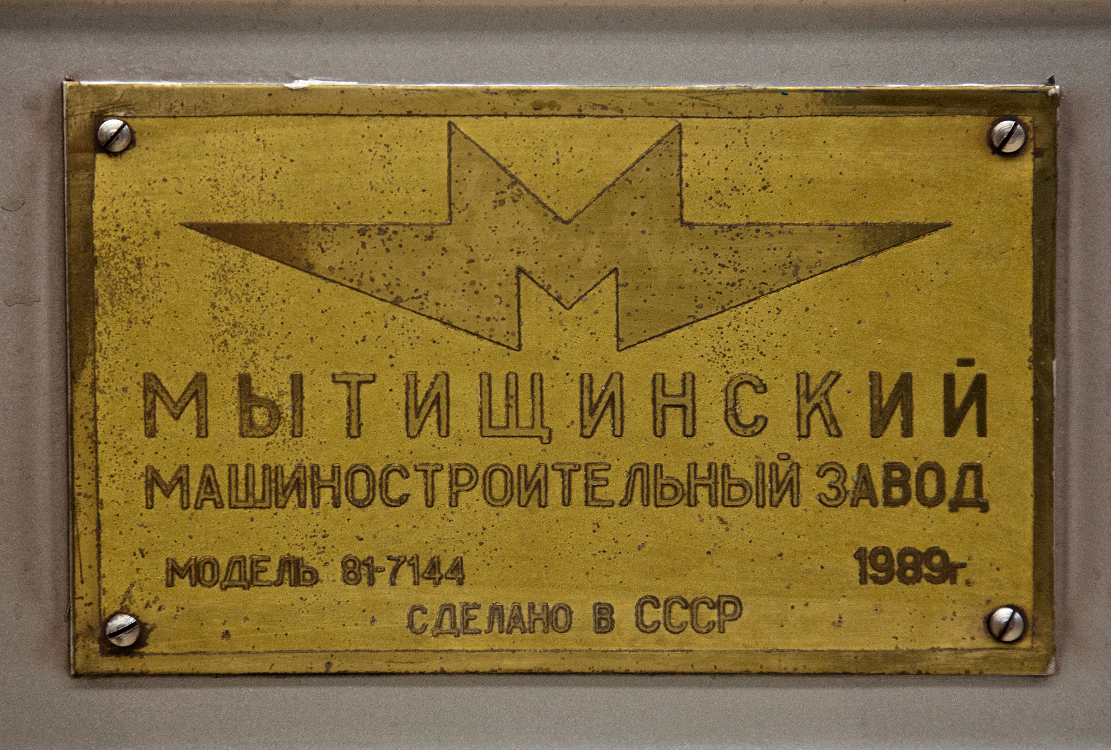 МЫТИЩИНСКИЙ
МАШИНОСТРОИТЕЛЬНЫЙ ЗАВОД
МОДЕЛЬ 81-7144 1989г.
СДЕЛАНО В СССР